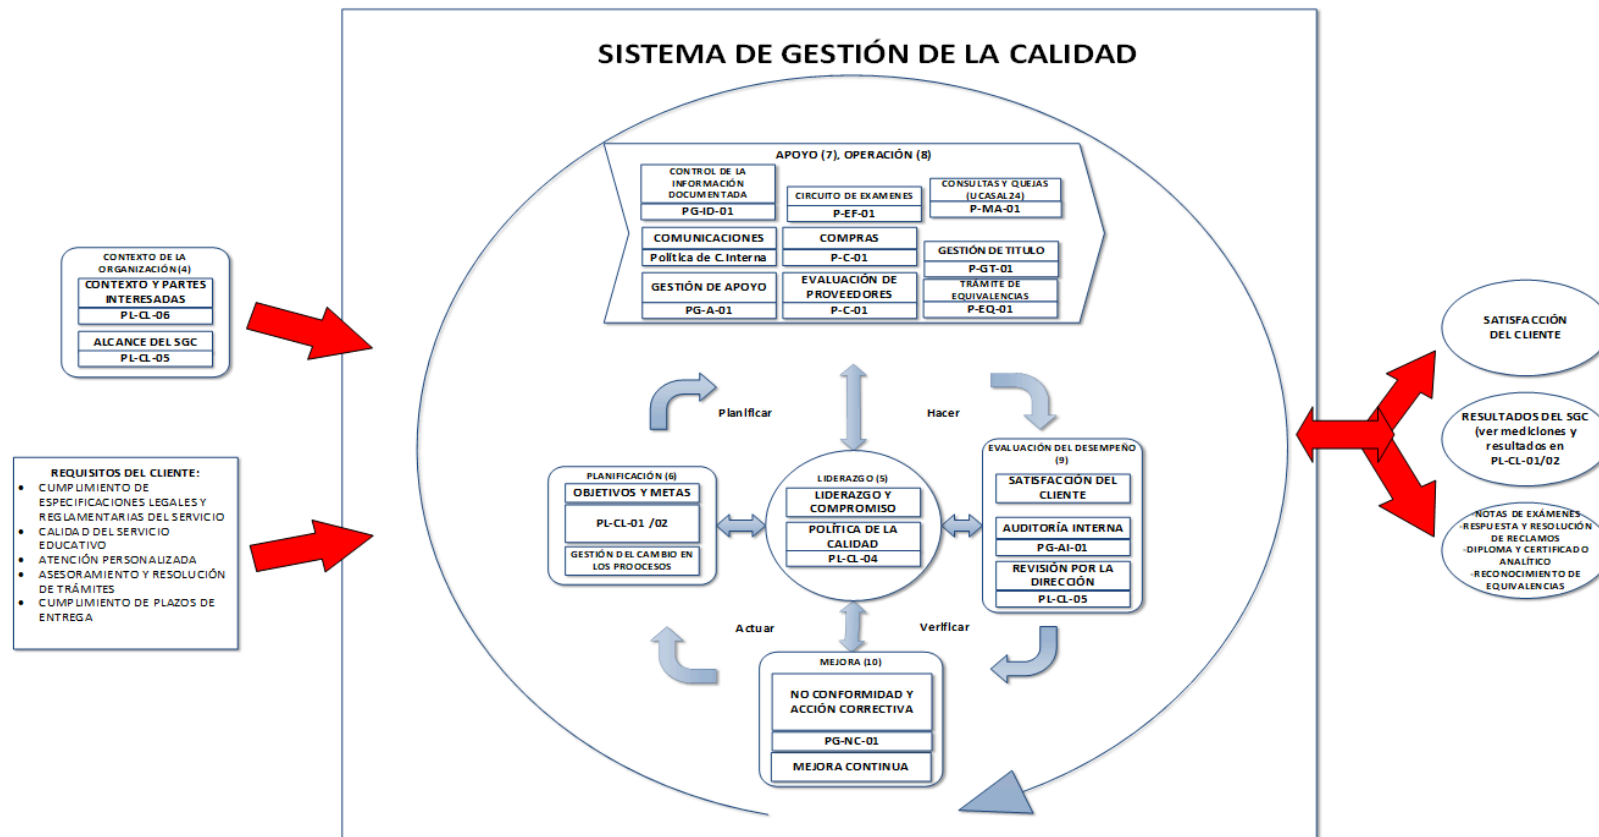 SISTEMA DE GESTIÓN DE LA CALIDAD
APOYO (7), OPERACIÓN (8)
CONTROL DE LA
INFORMACIÓN
DOCUMENTADA
PG-ID-01
CIRCUITO DE EXAMENES
P-EF-01
CONSULTAS Y QUEJAS
(UCASAL24)
P-MA-01
COMUNICACIONES
Política de C.Interna
COMPRAS
P-C-01
GESTIÓN DE TITULO
P-GT-01
GESTIÓN DE APOYO
PG-A-01
EVALUACIÓN DE
PROVEEDORES
P-C-01
TRÁMITE DE
EQUIVALENCIAS
P-EQ-01
CONTEXTO DE LA
ORGANIZACIÓN (4)
CONTEXTO Y PARTES
INTERESADAS
PL-CL-06
ALCANCE DEL SGC
PL-CL-05
REQUISITOS DEL CLIENTE:
• CUMPLIMIENTO DE
ESPECIFICACIONES LEGALES Y
REGLAMENTARIAS DEL SERVICIO
• CALIDAD DEL SERVICIO
EDUCATIVO
• ATENCIÓN PERSONALIZADA
• ASESORAMIENTO Y RESOLUCIÓN
DE TRÁMITES
• CUMPLIMIENTO DE PLAZOS DE
ENTREGA
Planificar
Hacer
PLANIFICACIÓN (6)
OBJETIVOS Y METAS
PL-CL-01 /02
GESTIÓN DEL CAMBIO EN
LOS PROOCESOS
LIDERAZGO (5)
LIDERAZGO Y
COMPROMISO
POLÍTICA DE LA
CALIDAD
PL-CL-04
EVALUACIÓN DEL DESEMPEÑO
(9)
SATISFACCIÓN DEL
CLIENTE
AUDITORÍA INTERNA
PG-AI-01
REVISIÓN POR LA
DIRECCIÓN
PL-CL-05
Actuar
Verificar
MEJORA (10)
NO CONFORMIDAD Y
ACCIÓN CORRECTIVA
PG-NC-01
MEJORA CONTINUA
SATISFACCIÓN
DEL CLIENTE
RESULTADOS DEL SGC
(ver mediciones y
resultados en
PL-CL-01/02
-NOTAS DE EXÁMENES
-RESPUESTA Y RESOLUCIÓN
DE RECLAMOS
-DIPLOMA Y CERTIFICADO
ANALÍTICO
-RECONOCIMIENTO DE
EQUIVALENCIAS